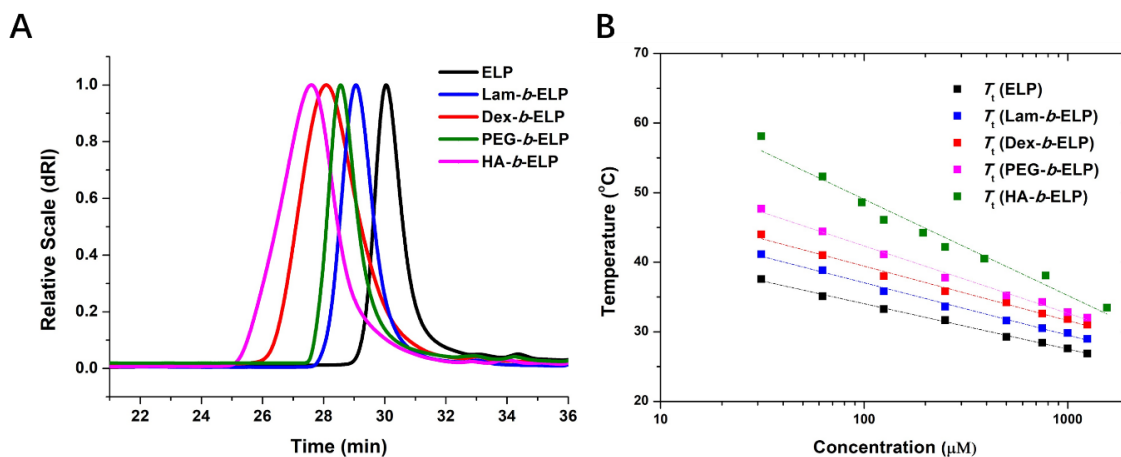 A
Relative Scale (dRI)
1.0
0.8
0.6
0.4
0.2
0.0
22 24 26 28 30 32 34 36
Time (min)
ELP
Lam-b-ELP
Dex-b-ELP
PEG-b-ELP
HA-b-ELP
B
Temperature (°C)
70
60
50
40
30
20
10 100 1000
Concentration (μM)
Tt (ELP)
Tt (Lam-b-ELP)
Tt (Dex-b-ELP)
Tt (PEG-b-ELP)
Tt (HA-b-ELP)